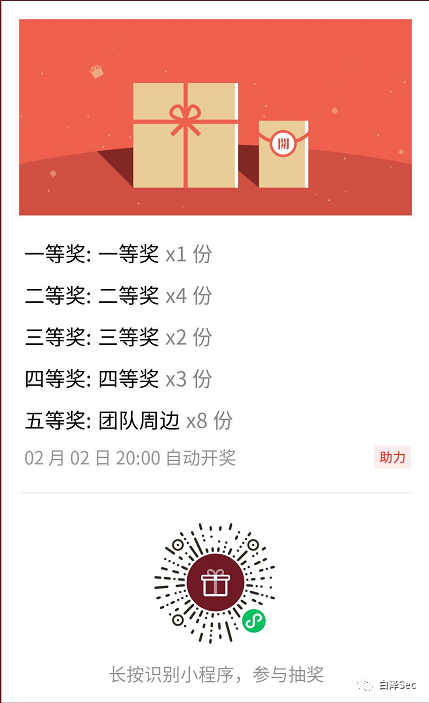 開
一等奖: 一等奖 x1 份
二等奖: 二等奖 x4 份
三等奖: 三等奖 x2 份
四等奖: 四等奖 x3 份
五等奖: 团队周边 x8 份
02 月 02 日 20:00 自动开奖 助力
长按识别小程序，参与抽奖
白泽Sec